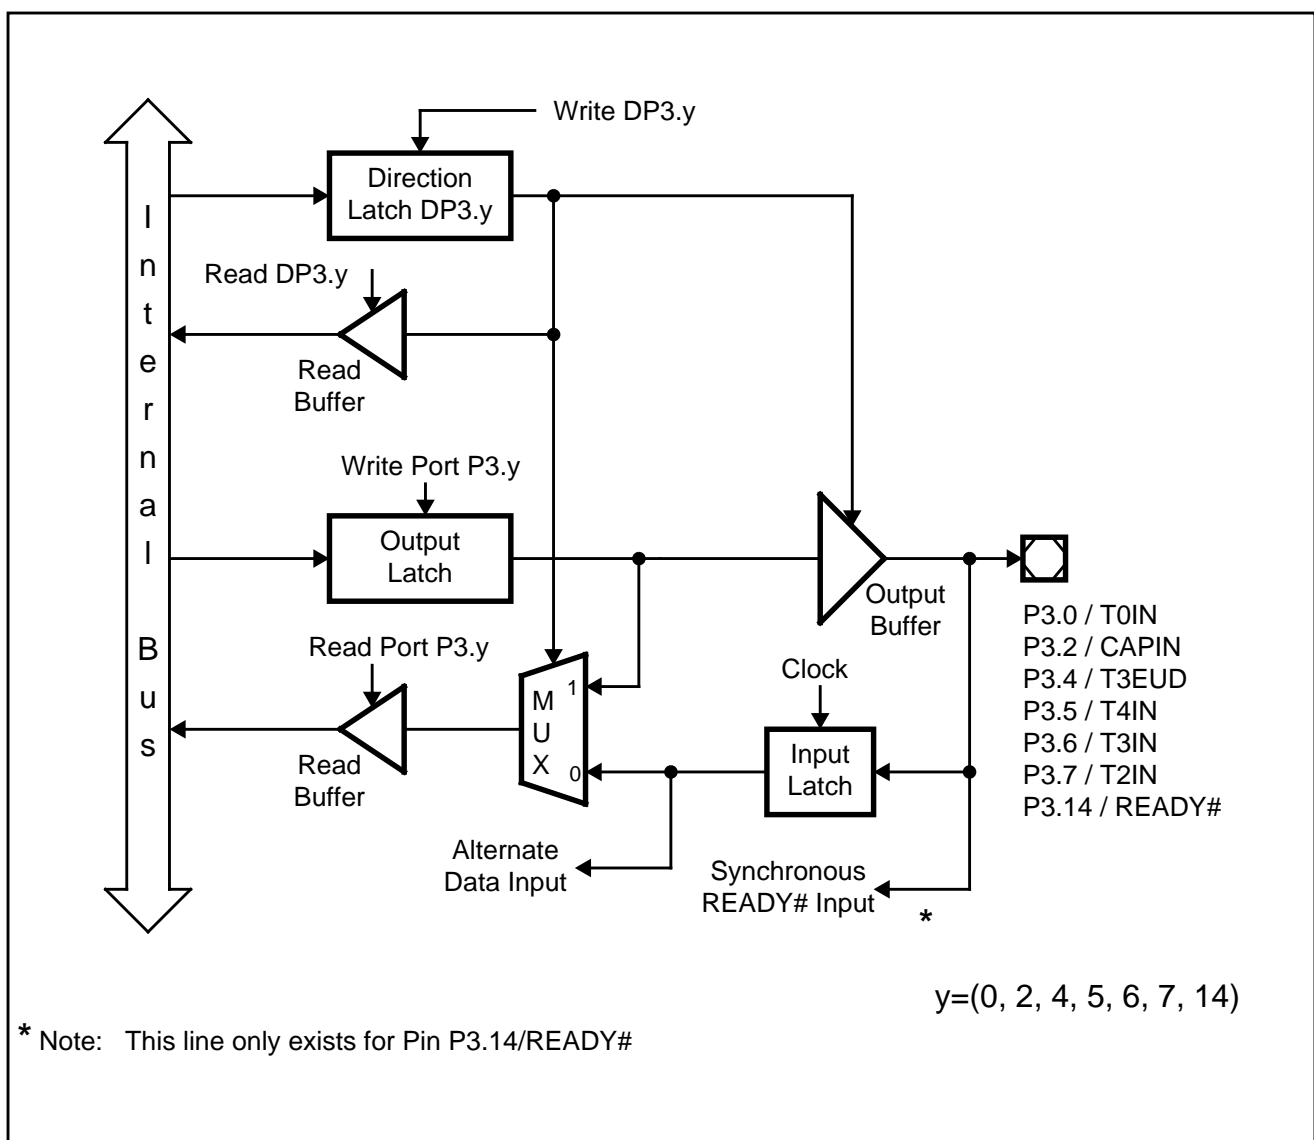 Write DP3.y
Direction
Latch DP3.y
Internal Bus
Read DP3.y
Read
Buffer
Write Port P3.y
Output
Latch
Output
Buffer
Read Port P3.y
Read
Buffer
MUX
1
0
Clock
Input
Latch
Alternate
Data Input
Synchronous
READY# Input
*
P3.0 / T0IN
P3.2 / CAPIN
P3.4 / T3EUD
P3.5 / T4IN
P3.6 / T3IN
P3.7 / T2IN
P3.14 / READY#
y=(0, 2, 4, 5, 6, 7, 14)
* Note: This line only exists for Pin P3.14/READY#